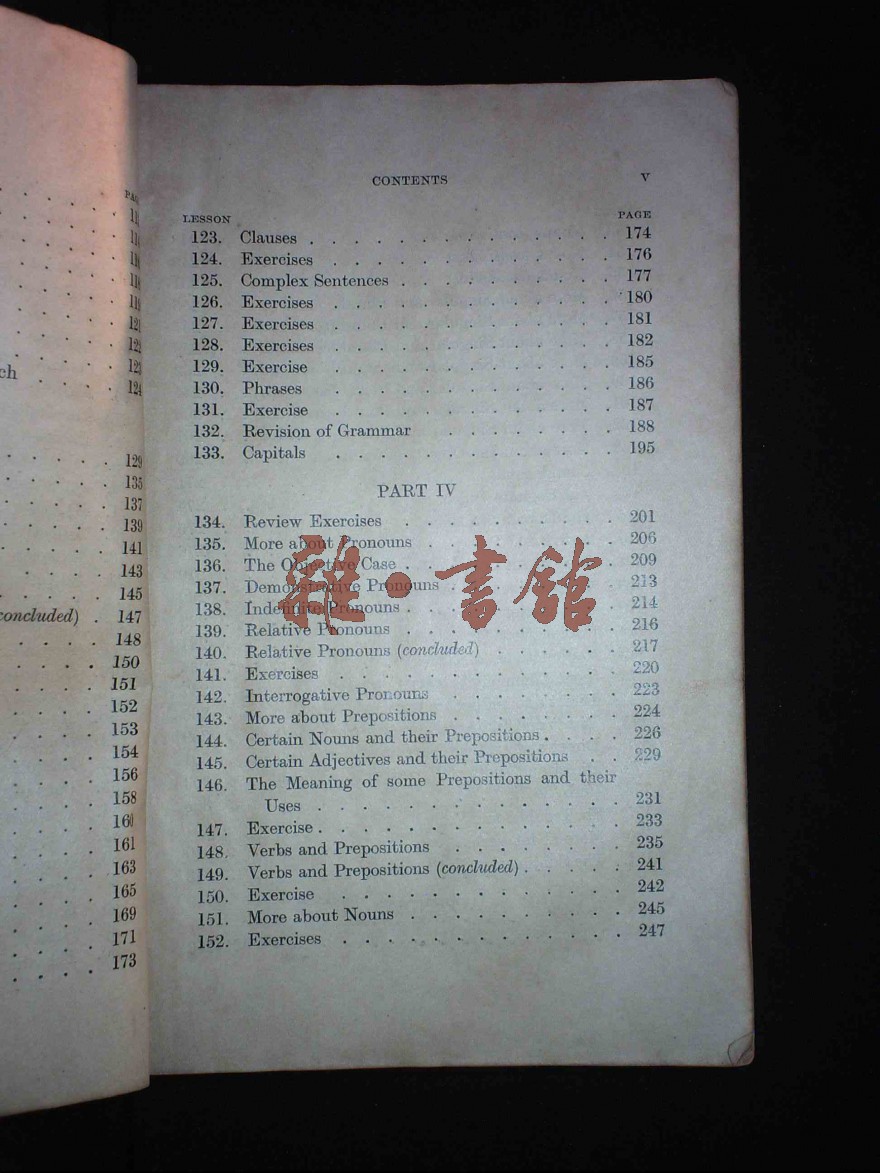 129
135
137
139
141
143
145
concluded) . 147
148
150
151
152
153
154
156
158
160
161
163
165
169
171
173
CONTENTS V
LESSON PAGE
123. Clauses . . . . . . . . . . . . . . 174
124. Exercises . . . . . . . . . . . . . 176
125. Complex Sentences . . . . . . . . . . 177
126. Exercises . . . . . . . . . . . . . 180
127. Exercises . . . . . . . . . . . . . 181
128. Exercises . . . . . . . . . . . . . 182
129. Exercise . . . . . . . . . . . . . 185
130. Phrases . . . . . . . . . . . . . 186
131. Exercise . . . . . . . . . . . . . 187
132. Revision of Grammar . . . . . . . . 188
133. Capitals . . . . . . . . . . . . . 195
PART IV
134. Review Exercises . . . . . . . . . . 201
135. More about Pronouns . . . . . . . . . 206
136. The Objective Case . . . . . . . . . . 209
137. Demonstrative Pronouns . . . . . . . . 213
138. Indefinite Pronouns . . . . . . . . . . 214
139. Relative Pronouns . . . . . . . . . . 216
140. Relative Pronouns (concluded) . . . . . . 217
141. Exercises . . . . . . . . . . . . . 220
142. Interrogative Pronouns . . . . . . . . 223
143. More about Prepositions . . . . . . . . 224
144. Certain Nouns and their Prepositions . . . . 226
145. Certain Adjectives and their Prepositions . . 229
146. The Meaning of some Prepositions and their
Uses . . . . . . . . . . . . . . 231
147. Exercise . . . . . . . . . . . . . . 233
148. Verbs and Prepositions . . . . . . . . 235
149. Verbs and Prepositions (concluded) . . . . . 241
150. Exercise . . . . . . . . . . . . . 242
151. More about Nouns . . . . . . . . . . 245
152. Exercises . . . . . . . . . . . . . 247
雜·書館